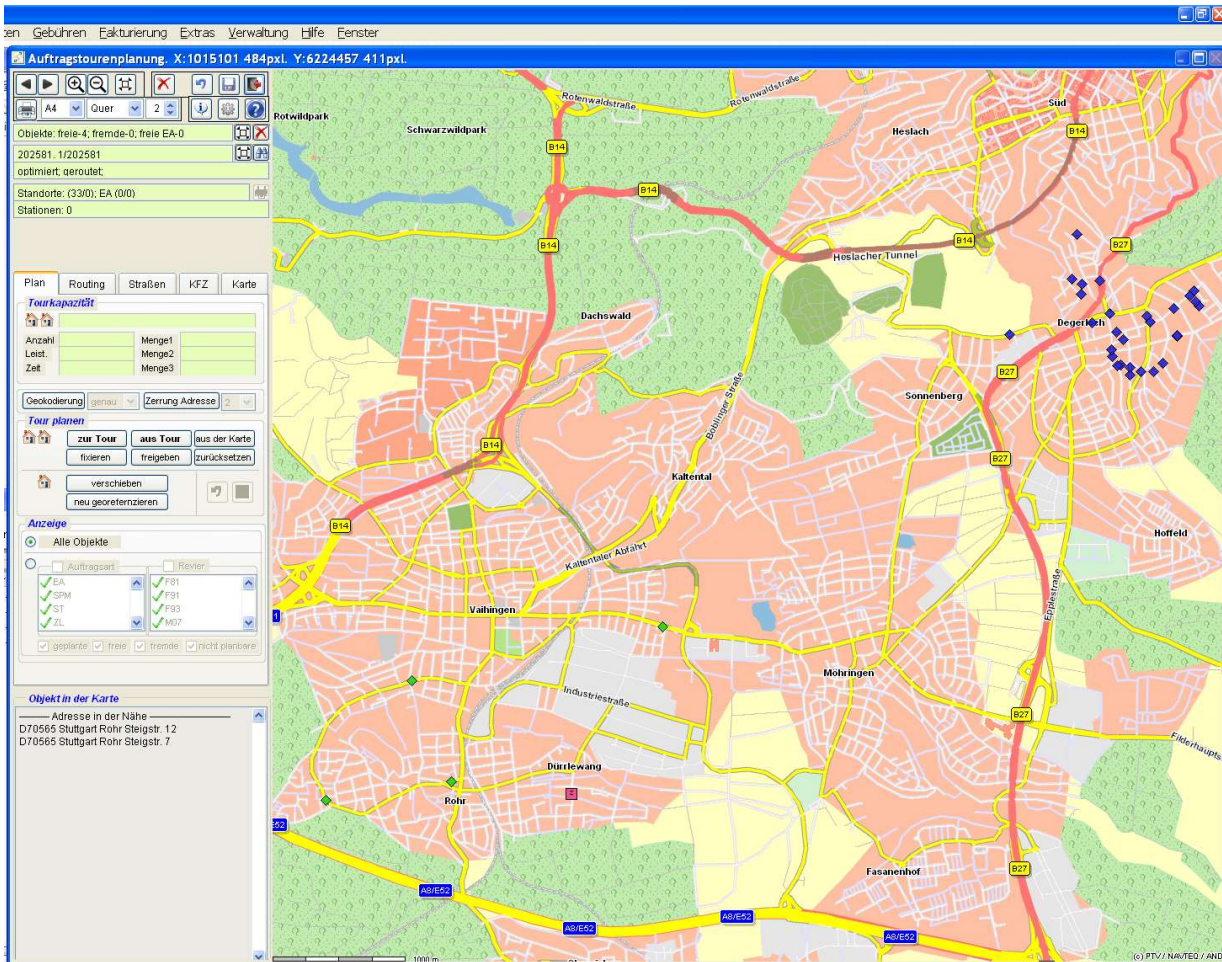 en Gebühren Fakturierung Extras Verwaltung Hilfe Fenster
Auftragstourenplanung. X:1015101 484pxl. Y:6224457 411pxl.
A4 Quer 2
Objekte: freie-4; fremde-0; freie EA-0
202581. 1/202581
optimiert; geroutet;
Standorte: (33/0); EA (0/0)
Stationen: 0
Plan Routing Straßen KFZ Karte
Tourkapazität
Anzahl Menge1
Leist. Menge2
Zeit Menge3
Geokodierung genau Zerrung Adresse 2
Tour planen
zur Tour aus Tour aus der Karte
fixieren freigeben zurücksetzen
verschieben
neu georefernzieren
Anzeige
Alle Objekte
Auftragsart Revier
EA F81
SPM F91
ST F93
ZL M07
geplante freie fremde nicht planbare
Objekt in der Karte
Adresse in der Nähe
D70565 Stuttgart Rohr Steigstr. 12
D70565 Stuttgart Rohr Steigstr. 7
Rotenwaldstraße
Rotenwaldstraße
Süd
Rotwildpark
Schwarzwildpark
Heslach
B14
B14
B14
B14
B14
B27
Heslacher Tunnel
Dachswald
Degerloch
B27
Böblinger Straße
Sonnenberg
B14
B27
Kaltental
B14
Hoffeld
Kaltentaler Abfahrt
Epplestraße
Vaihingen
1
Möhringen
Industriestraße
B27
Filderhaupts
Dürrlewang
Rohr
E52
Fasanenhof
B27
A8/E52
A8/E52
A8/E52
A8/E52
1000 m
(c) PTV / NAVTEQ / AND